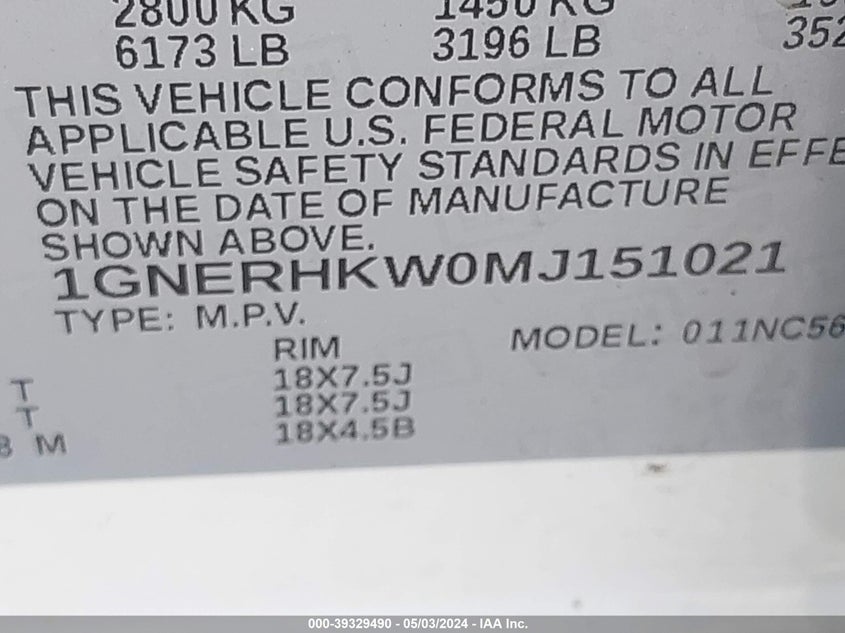 2800 KG 1450 KG
6173 LB 3196 LB 352
THIS VEHICLE CONFORMS TO ALL
APPLICABLE U.S. FEDERAL MOTOR
VEHICLE SAFETY STANDARDS IN EFFE
ON THE DATE OF MANUFACTURE
SHOWN ABOVE.
1GNERHKW0MJ151021
TYPE: M.P.V.
MODEL: 011NC56
RIM
T 18X7.5J
T 18X7.5J
M 18X4.5B
000-39329490 - 05/03/2024 - IAA Inc.